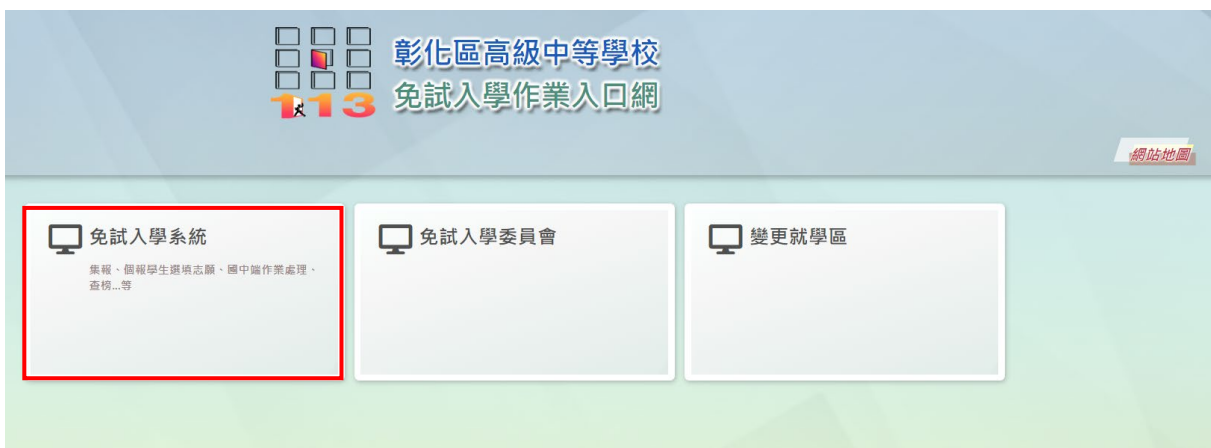 彰化區高級中等學校
113
免試入學作業入口網
網站地圖
免試入學系統
集報、個報學生選填志願、國中端作業處理、
查榜...等
免試入學委員會
變更就學區